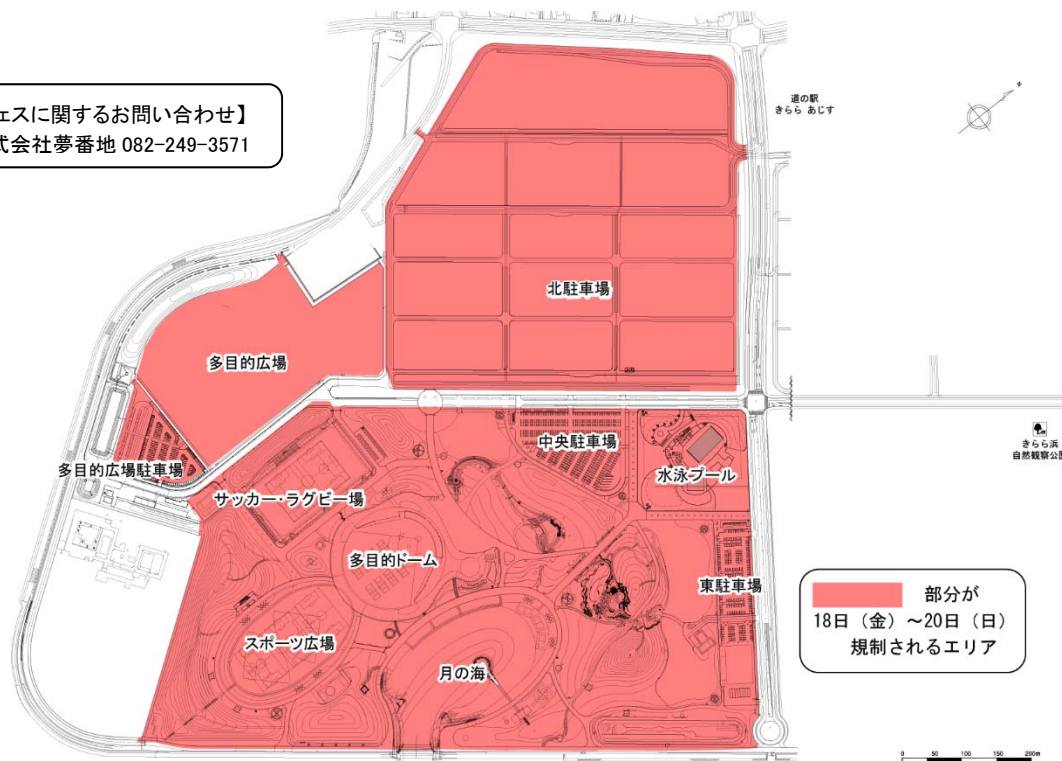 ェスに関するお問い合わせ】
式会社夢番地 082-249-3571
道の駅
きらら あじす
北駐車場
多目的広場
きらら浜
自然観察公園
中央駐車場
多目的広場駐車場
水泳プール
サッカー・ラグビー場
多目的ドーム
東駐車場
部分が
18日（金）～20日（日）
規制されるエリア
スポーツ広場
月の海
0 50 100 150 200m